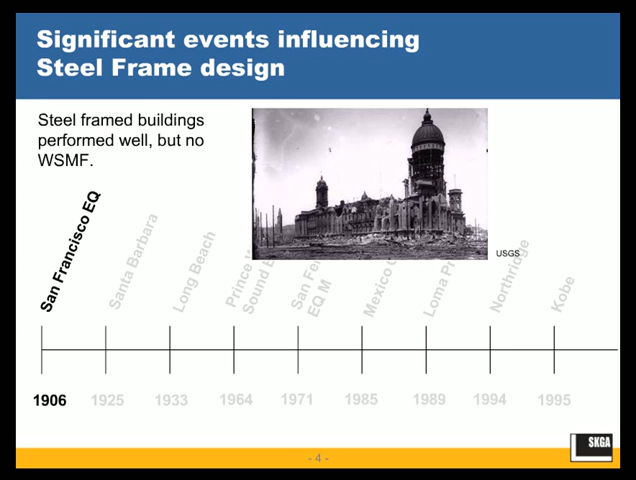 Significant events influencing
Steel Frame design
Steel framed buildings
performed well, but no
WSMF.
USGS
San Francisco EQ
Santa Barbara
Long Beach
Prince
Sound
San
EQ M
Mexico
Loma
Northridge
Kobe
1906 1925 1933 1964 1971 1985 1989 1994 1995
SKGA
- 4 -